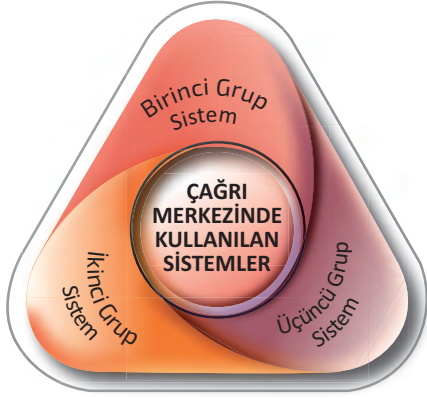 Birinci Grup
Sistem
ÇAĞRI
MERKEZİNDE
KULLANILAN
SİSTEMLER
İkinci Grup
Sistem
Üçüncü Grup
Sistem